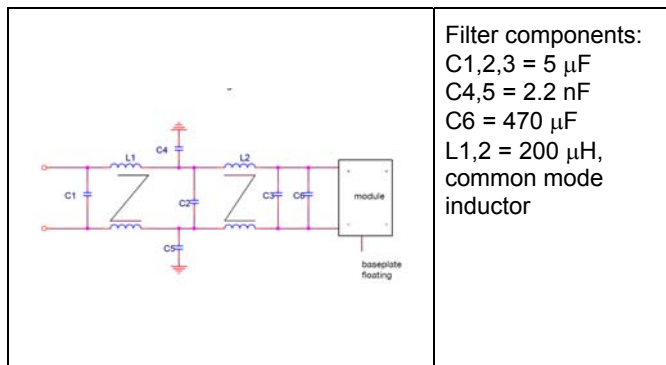 Filter components:
C1,2,3 = 5 μF
C4,5 = 2.2 nF
C6 = 470 μF
L1,2 = 200 μH,
common mode
inductor
C4
L1
L2
C1
C2
C3
C6
module
C5
baseplate
floating